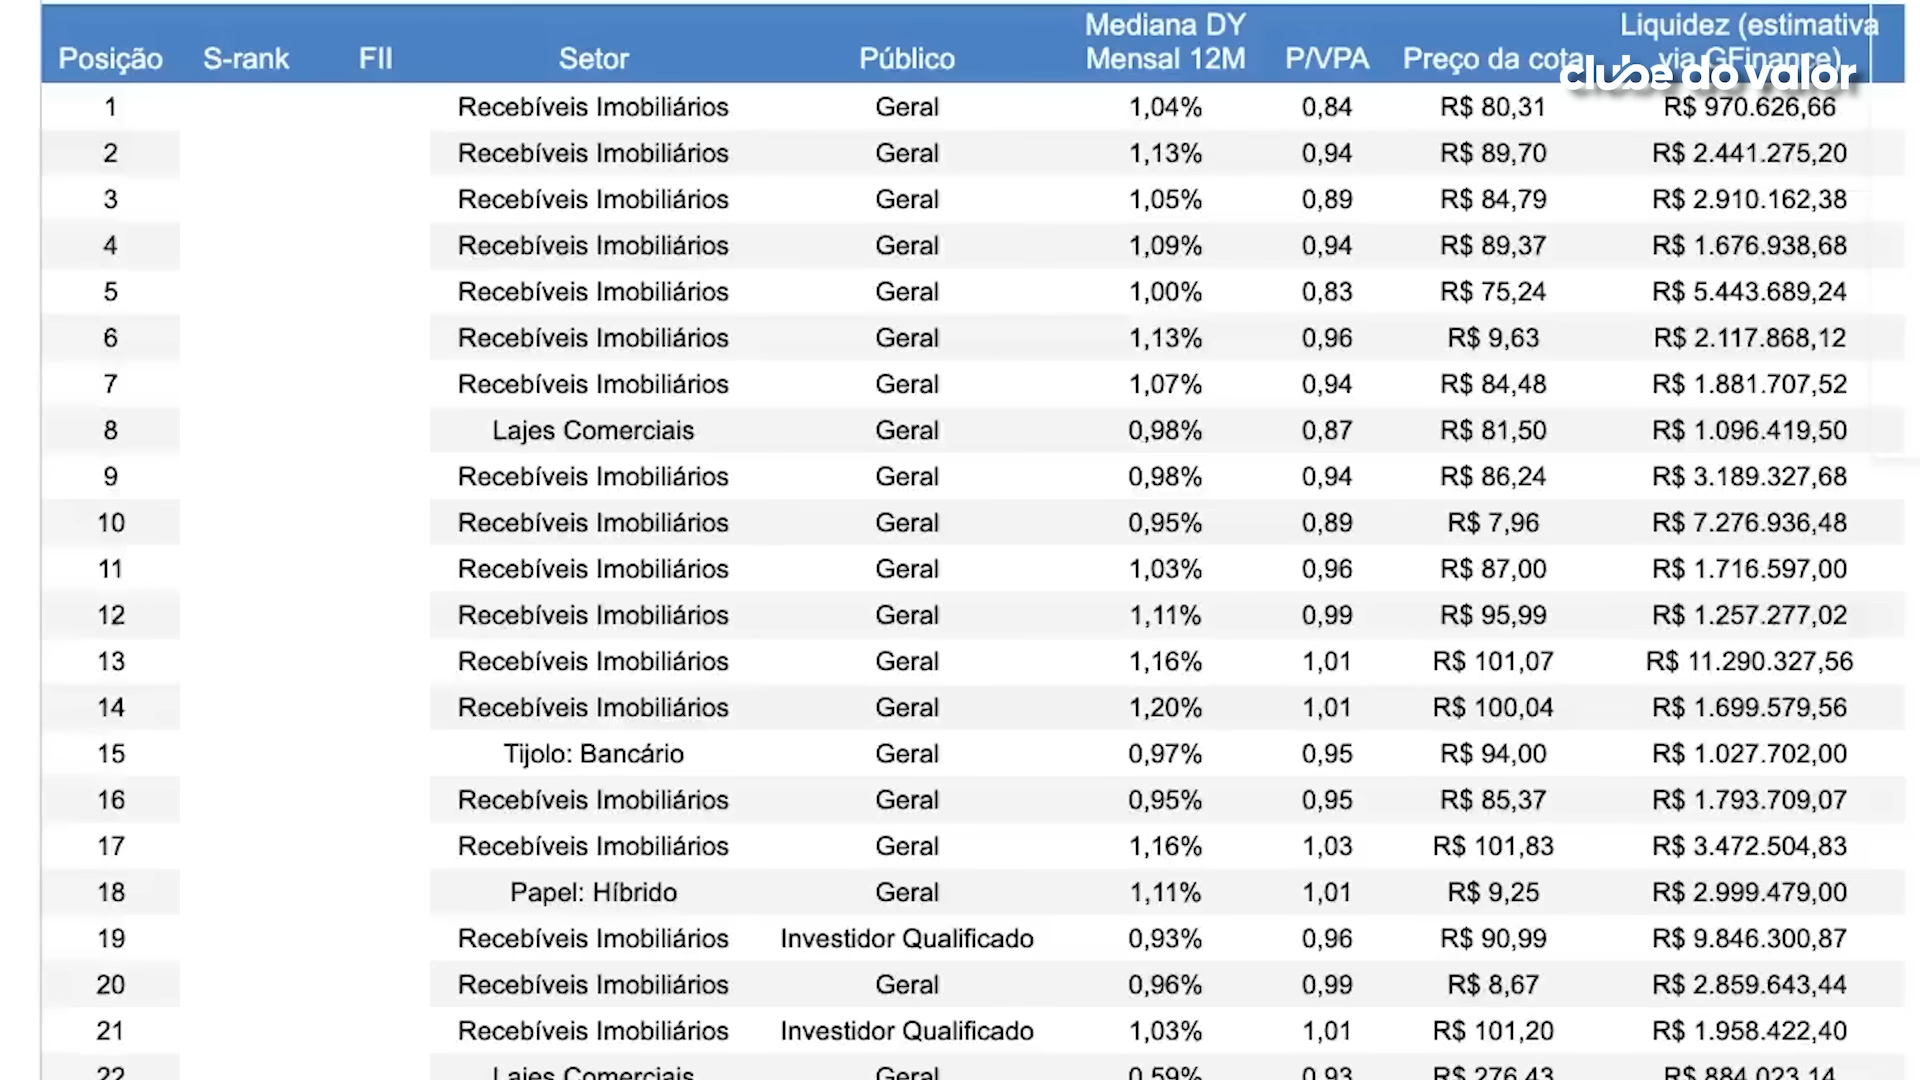 Posição S-rank FII Setor Público Mediana DY Mensal 12M P/VPA Preço da cota Liquidez (estimativa via GFinance)
clube do valor
1 Recebíveis Imobiliários Geral 1,04% 0,84 R$ 80,31 R$ 970.626,66
2 Recebíveis Imobiliários Geral 1,13% 0,94 R$ 89,70 R$ 2.441.275,20
3 Recebíveis Imobiliários Geral 1,05% 0,89 R$ 84,79 R$ 2.910.162,38
4 Recebíveis Imobiliários Geral 1,09% 0,94 R$ 89,37 R$ 1.676.938,68
5 Recebíveis Imobiliários Geral 1,00% 0,83 R$ 75,24 R$ 5.443.689,24
6 Recebíveis Imobiliários Geral 1,13% 0,96 R$ 9,63 R$ 2.117.868,12
7 Recebíveis Imobiliários Geral 1,07% 0,94 R$ 84,48 R$ 1.881.707,52
8 Lajes Comerciais Geral 0,98% 0,87 R$ 81,50 R$ 1.096.419,50
9 Recebíveis Imobiliários Geral 0,98% 0,94 R$ 86,24 R$ 3.189.327,68
10 Recebíveis Imobiliários Geral 0,95% 0,89 R$ 7,96 R$ 7.276.936,48
11 Recebíveis Imobiliários Geral 1,03% 0,96 R$ 87,00 R$ 1.716.597,00
12 Recebíveis Imobiliários Geral 1,11% 0,99 R$ 95,99 R$ 1.257.277,02
13 Recebíveis Imobiliários Geral 1,16% 1,01 R$ 101,07 R$ 11.290.327,56
14 Recebíveis Imobiliários Geral 1,20% 1,01 R$ 100,04 R$ 1.699.579,56
15 Tijolo: Bancário Geral 0,97% 0,95 R$ 94,00 R$ 1.027.702,00
16 Recebíveis Imobiliários Geral 0,95% 0,95 R$ 85,37 R$ 1.793.709,07
17 Recebíveis Imobiliários Geral 1,16% 1,03 R$ 101,83 R$ 3.472.504,83
18 Papel: Híbrido Geral 1,11% 1,01 R$ 9,25 R$ 2.999.479,00
19 Recebíveis Imobiliários Investidor Qualificado 0,93% 0,96 R$ 90,99 R$ 9.846.300,87
20 Recebíveis Imobiliários Geral 0,96% 0,99 R$ 8,67 R$ 2.859.643,44
21 Recebíveis Imobiliários Investidor Qualificado 1,03% 1,01 R$ 101,20 R$ 1.958.422,40
22 Lajes Comerciais Geral 0,59% 0,93 R$ 276,43 R$ 884.023,14